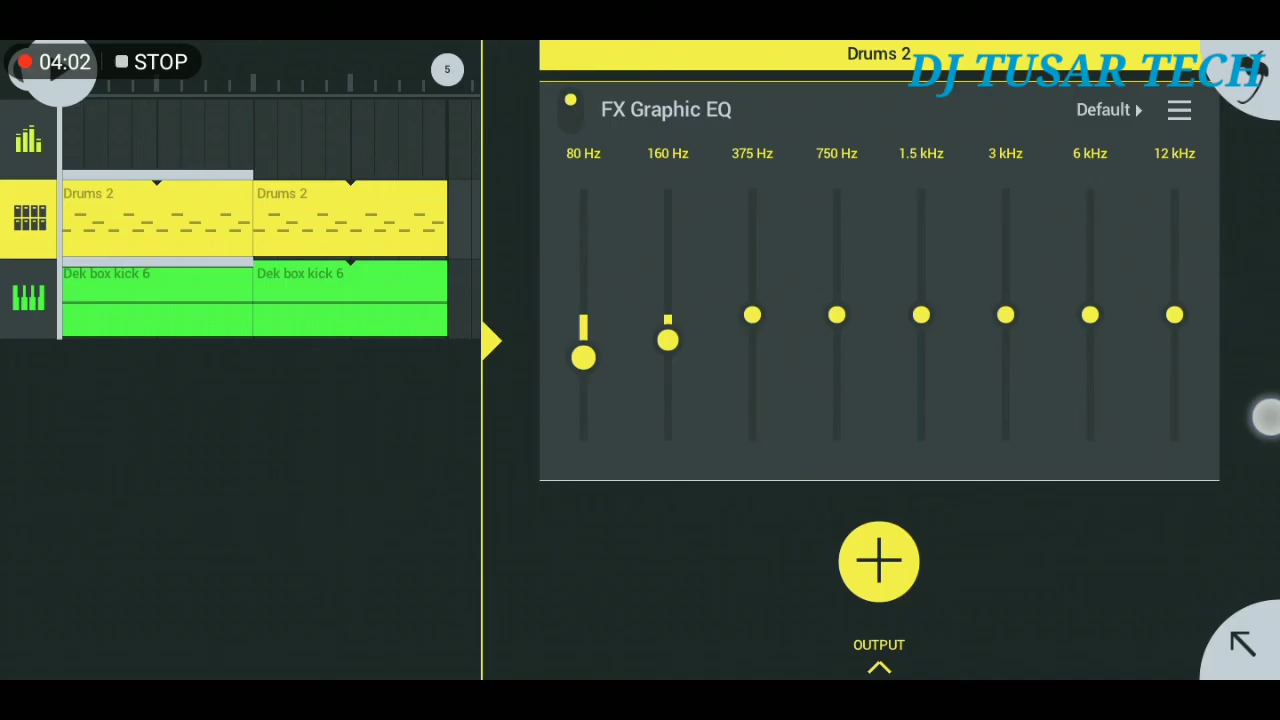 04:02 STOP
5
Drums 2
DJ TUSAR TECH
FX Graphic EQ
Default
80 Hz 160 Hz 375 Hz 750 Hz 1.5 kHz 3 kHz 6 kHz 12 kHz
Drums 2 Drums 2
Dek box kick 6 Dek box kick 6
OUTPUT